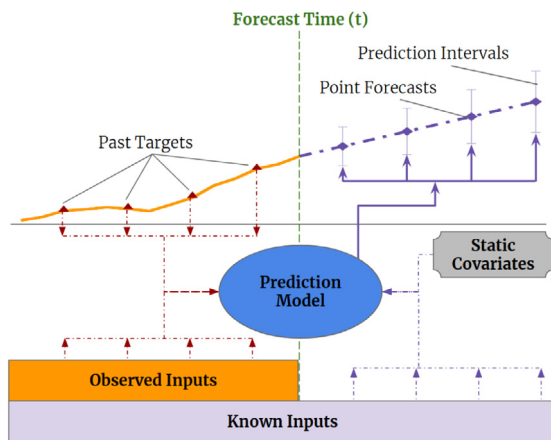 Forecast Time (t)
Prediction Intervals
Point Forecasts
Past Targets
Static
Covariates
Prediction
Model
Observed Inputs
Known Inputs